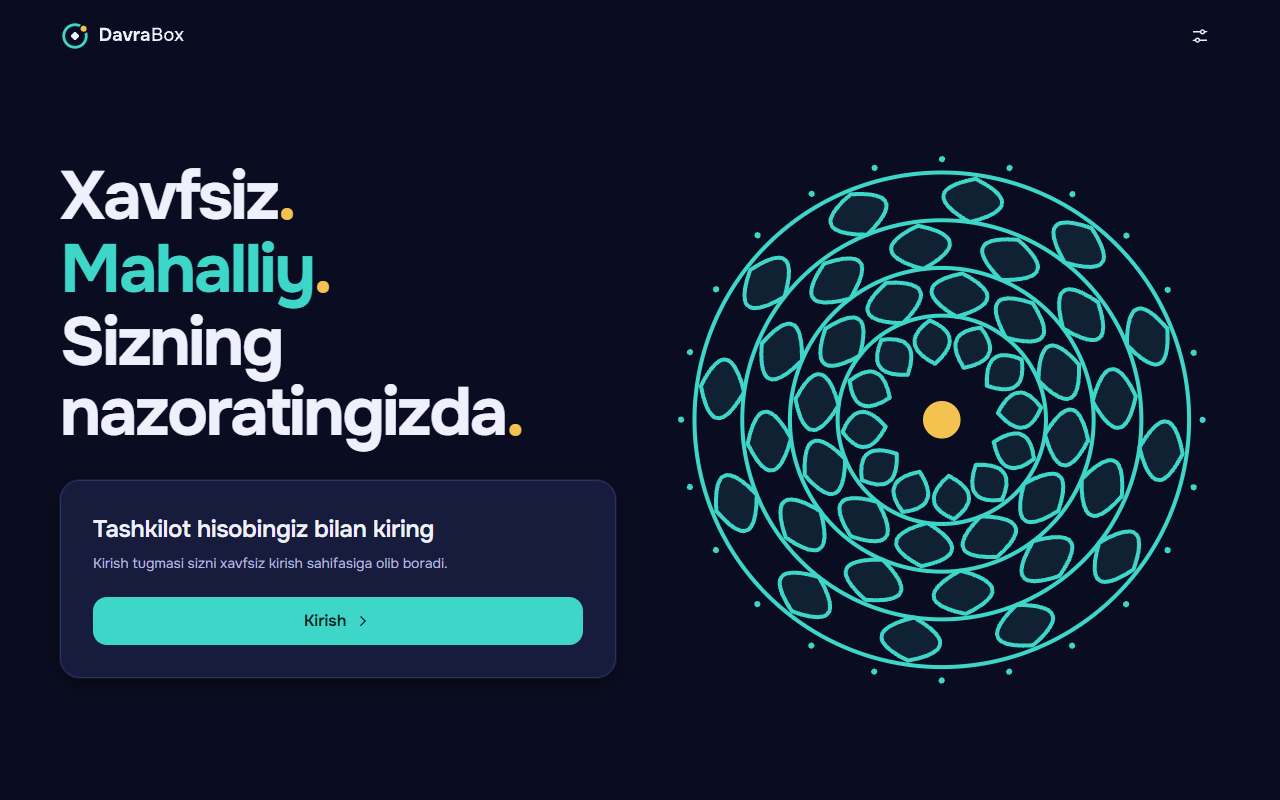 DavraBox
Xavfsiz.
Mahalliy.
Sizning
nazoratingizda.
Tashkilot hisobingiz bilan kiring
Kirish tugmasi sizni xavfsiz kirish sahifasiga olib boradi.
Kirish